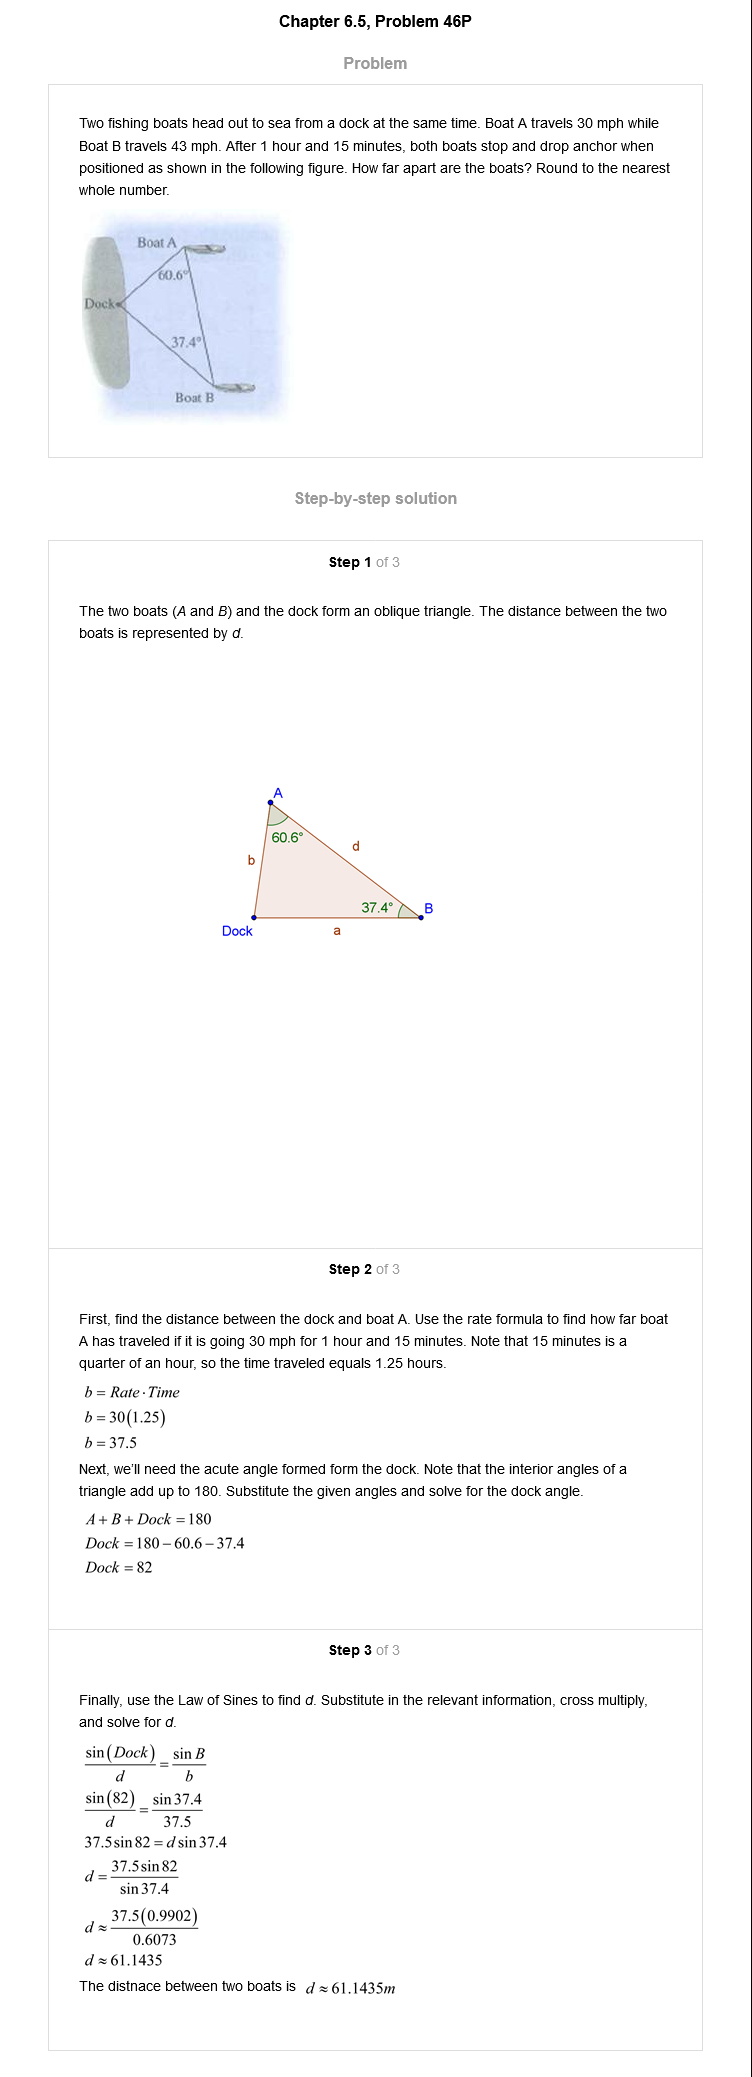 Chapter 6.5, Problem 46P
Problem
Two fishing boats head out to sea from a dock at the same time. Boat A travels 30 mph while
Boat B travels 43 mph. After 1 hour and 15 minutes, both boats stop and drop anchor when
positioned as shown in the following figure. How far apart are the boats? Round to the nearest
whole number.
Boat A
60.6°
Dock
37.4°
Boat B
Step-by-step solution
Step 1 of 3
The two boats (A and B) and the dock form an oblique triangle. The distance between the two
boats is represented by d.
A
60.6°
d
b
37.4°
B
Dock
a
Step 2 of 3
First, find the distance between the dock and boat A. Use the rate formula to find how far boat
A has traveled if it is going 30 mph for 1 hour and 15 minutes. Note that 15 minutes is a
quarter of an hour, so the time traveled equals 1.25 hours.
b = Rate · Time
b = 30(1.25)
b = 37.5
Next, we'll need the acute angle formed form the dock. Note that the interior angles of a
triangle add up to 180. Substitute the given angles and solve for the dock angle.
A + B + Dock = 180
Dock = 180 – 60.6 – 37.4
Dock = 82
Step 3 of 3
Finally, use the Law of Sines to find d. Substitute in the relevant information, cross multiply,
and solve for d.
sin(Dock)/d = sin B/b
sin(82)/d = sin 37.4/37.5
37.5 sin 82 = d sin 37.4
d = 37.5 sin 82/sin 37.4
d ≈ 37.5(0.9902)/0.6073
d ≈ 61.1435
The distnace between two boats is d ≈ 61.1435m